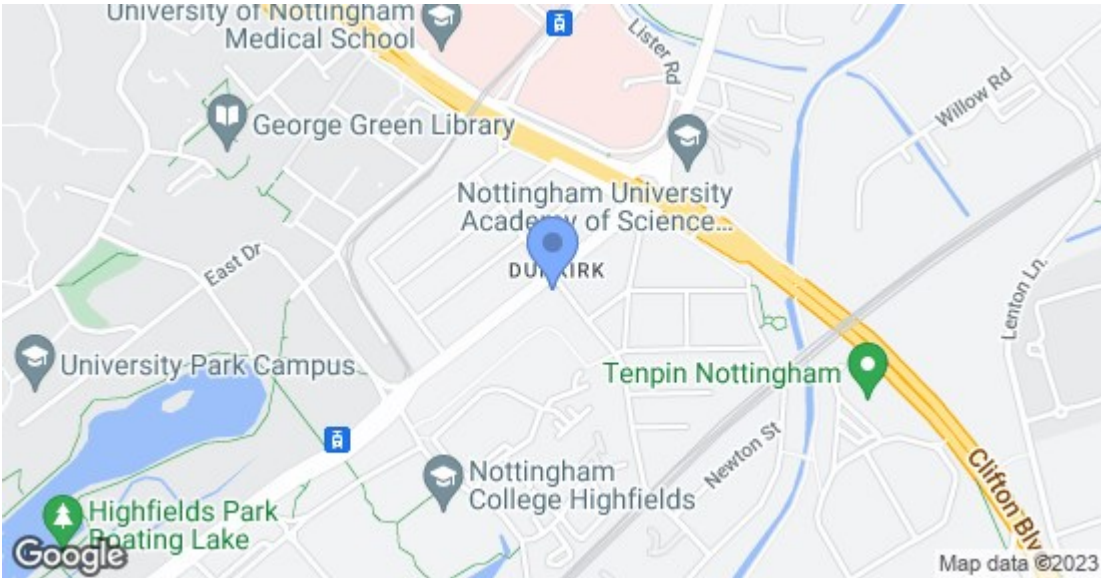 University of Nottingham
Medical School
Lister Rd
Willow Rd
George Green Library
Nottingham University
Academy of Science...
East Dr
Lenton Ln.
University Park Campus
Tenpin Nottingham
Newton St
Nottingham
College Highfields
Clifton Blv
Highfields Park
Boating Lake
Google
Map data ©2023